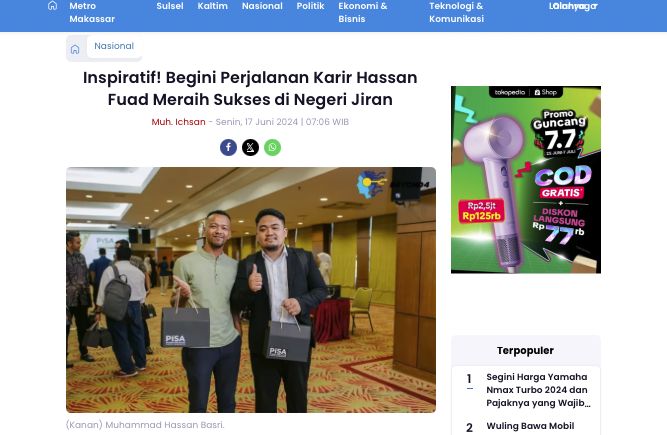 Metro
Makassar
Sulsel
Kaltim
Nasional
Politik
Ekonomi &
Bisnis
Teknologi &
Komunikasi
Nasional
Inspiratif! Begini Perjalanan Karir Hassan
Fuad Meraih Sukses di Negeri Jiran
Muh. Ichsan - Senin, 17 Juni 2024 | 07:06 WIB
PiSA
PiSA
PiSA
(Kanan) Muhammad Hassan Basri.
tokopedia | Shop
Promo
Guncang
7.7
COD
GRATIS
+
DISKON
LANGSUNG
Rp77rb
Rp2,5jt
Rp125rb
Terpopuler
1
Segini Harga Yamaha
Nmax Turbo 2024 dan
Pajaknya yang Wajib...
2
Wuling Bawa Mobil